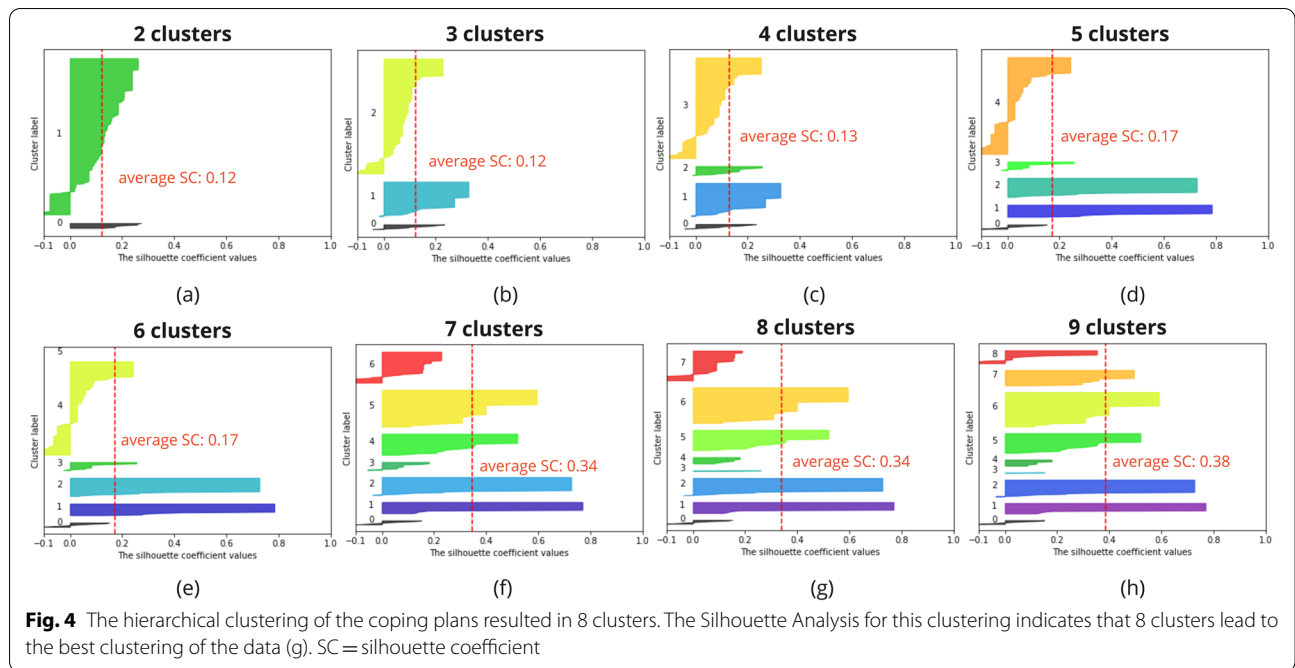 2 clusters
Cluster label
1
0
average SC: 0.12
−0.1 0.0 0.2 0.4 0.6 0.8 1.0
The silhouette coefficient values
(a)
3 clusters
Cluster label
2
1
0
average SC: 0.12
−0.1 0.0 0.2 0.4 0.6 0.8 1.0
The silhouette coefficient values
(b)
4 clusters
Cluster label
3
2
1
0
average SC: 0.13
−0.1 0.0 0.2 0.4 0.6 0.8 1.0
The silhouette coefficient values
(c)
5 clusters
Cluster label
4
3
2
1
0
average SC: 0.17
−0.1 0.0 0.2 0.4 0.6 0.8 1.0
The silhouette coefficient values
(d)
6 clusters
Cluster label
5
4
3
2
1
0
average SC: 0.17
−0.1 0.0 0.2 0.4 0.6 0.8 1.0
The silhouette coefficient values
(e)
7 clusters
Cluster label
6
5
4
3
2
1
0
average SC: 0.34
−0.1 0.0 0.2 0.4 0.6 0.8 1.0
The silhouette coefficient values
(f)
8 clusters
Cluster label
7
6
5
4
3
2
1
0
average SC: 0.34
−0.1 0.0 0.2 0.4 0.6 0.8 1.0
The silhouette coefficient values
(g)
9 clusters
Cluster label
8
7
6
5
4
3
2
1
0
average SC: 0.38
−0.1 0.0 0.2 0.4 0.6 0.8 1.0
The silhouette coefficient values
(h)
Fig. 4 The hierarchical clustering of the coping plans resulted in 8 clusters. The Silhouette Analysis for this clustering indicates that 8 clusters lead to
the best clustering of the data (g). SC = silhouette coefficient